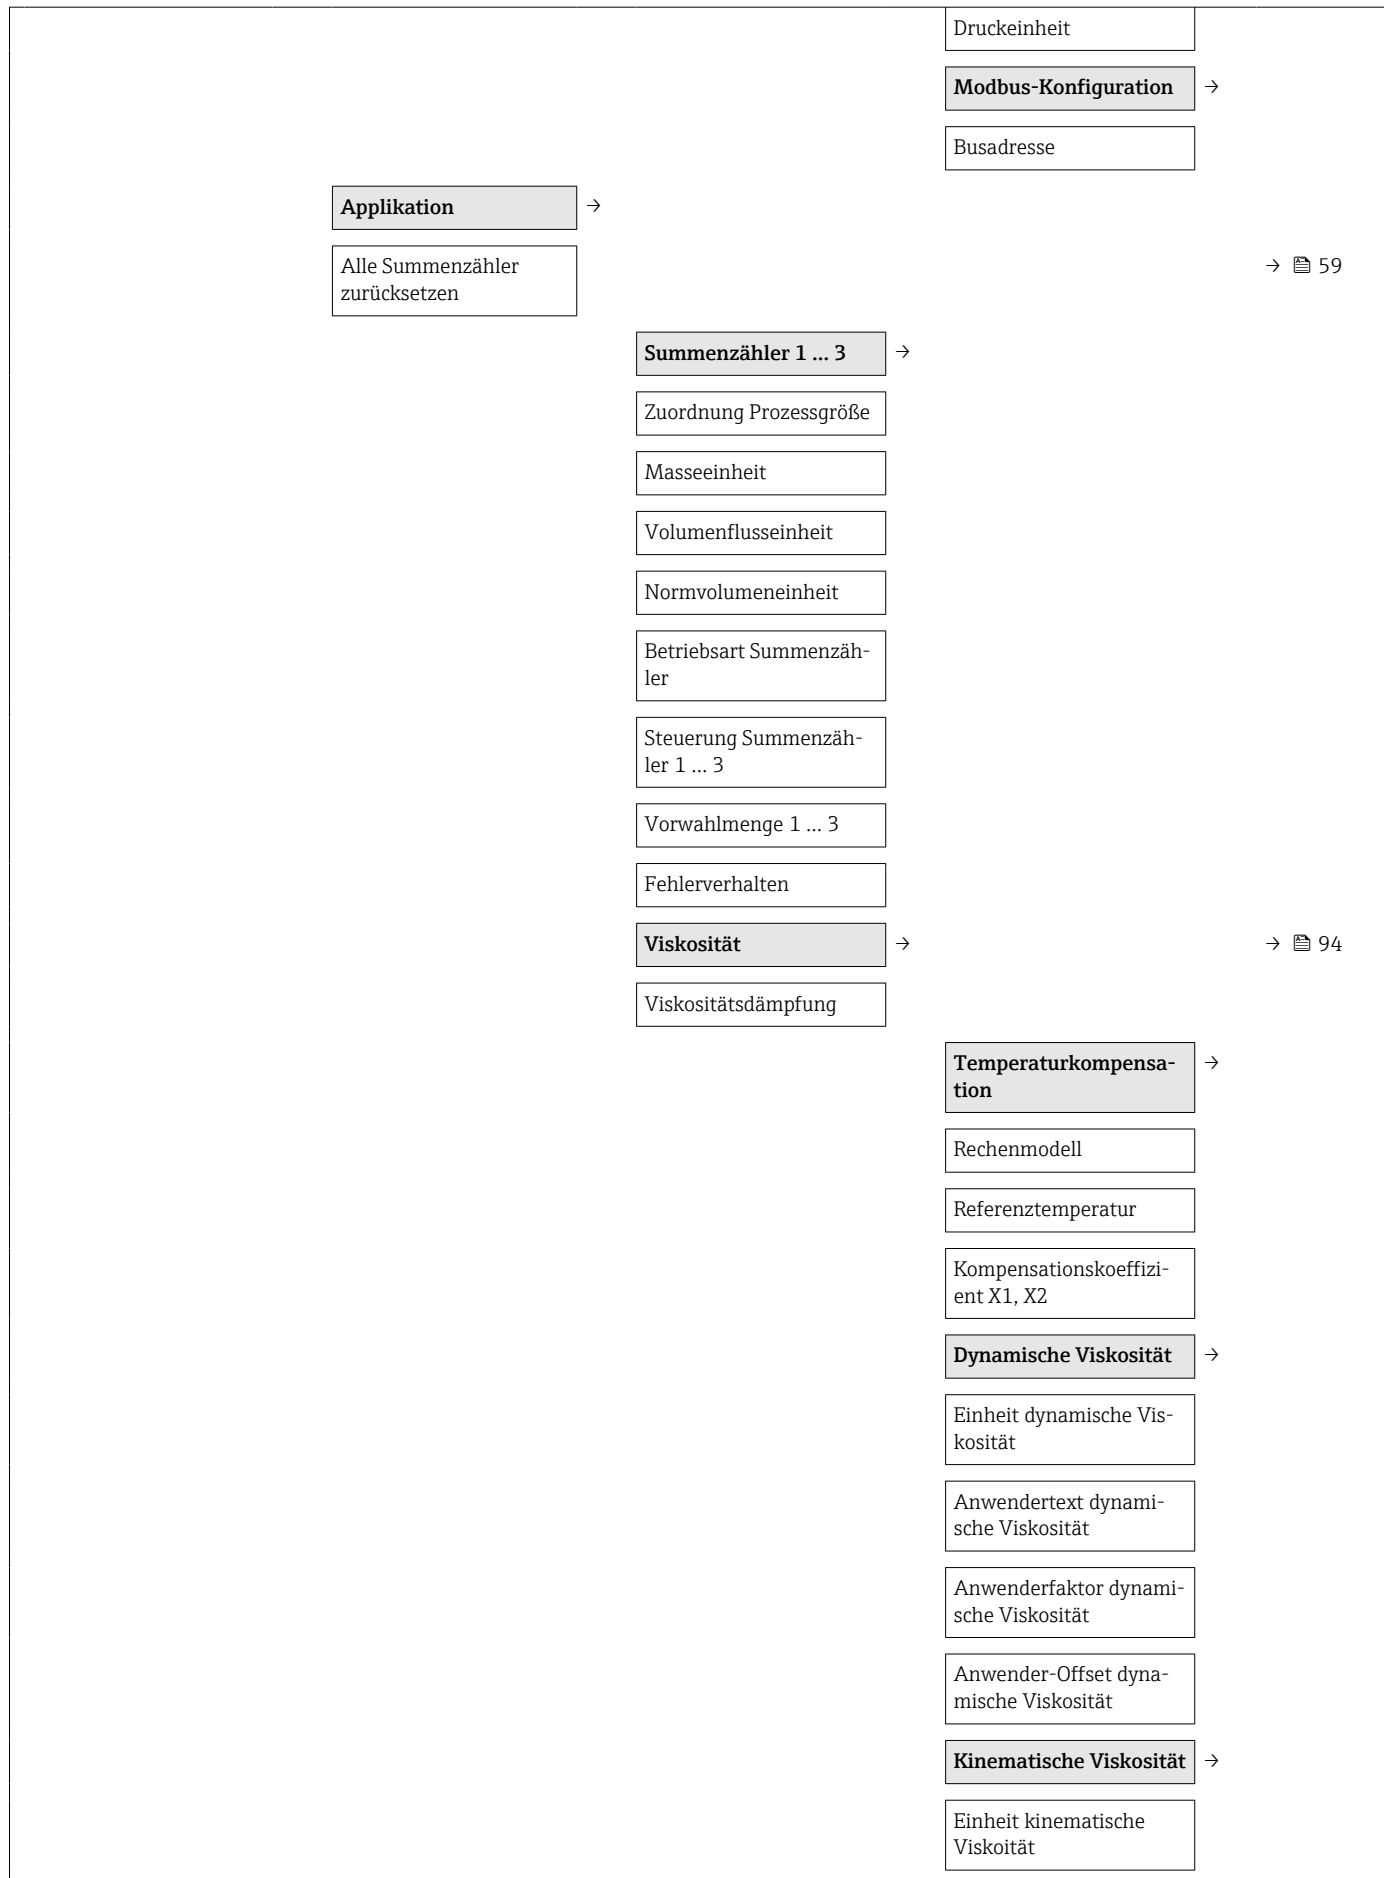 Druckeinheit
Modbus-Konfiguration →
Busadresse
Applikation →
Alle Summenzähler
zurücksetzen
→ 59
Summenzähler 1 … 3 →
Zuordnung Prozessgröße
Masseeinheit
Volumenflusseinheit
Normvolumeneinheit
Betriebsart Summenzäh-
ler
Steuerung Summenzäh-
ler 1 … 3
Vorwahlmenge 1 … 3
Fehlerverhalten
Viskosität → → 94
Viskositätsdämpfung
Temperaturkompensa-
tion
→
Rechenmodell
Referenztemperatur
Kompensationskoeffizi-
ent X1, X2
Dynamische Viskosität →
Einheit dynamische Vis-
kosität
Anwendertext dynami-
sche Viskosität
Anwenderfaktor dynami-
sche Viskosität
Anwender-Offset dyna-
mische Viskosität
Kinematische Viskosität →
Einheit kinematische
Viskoität